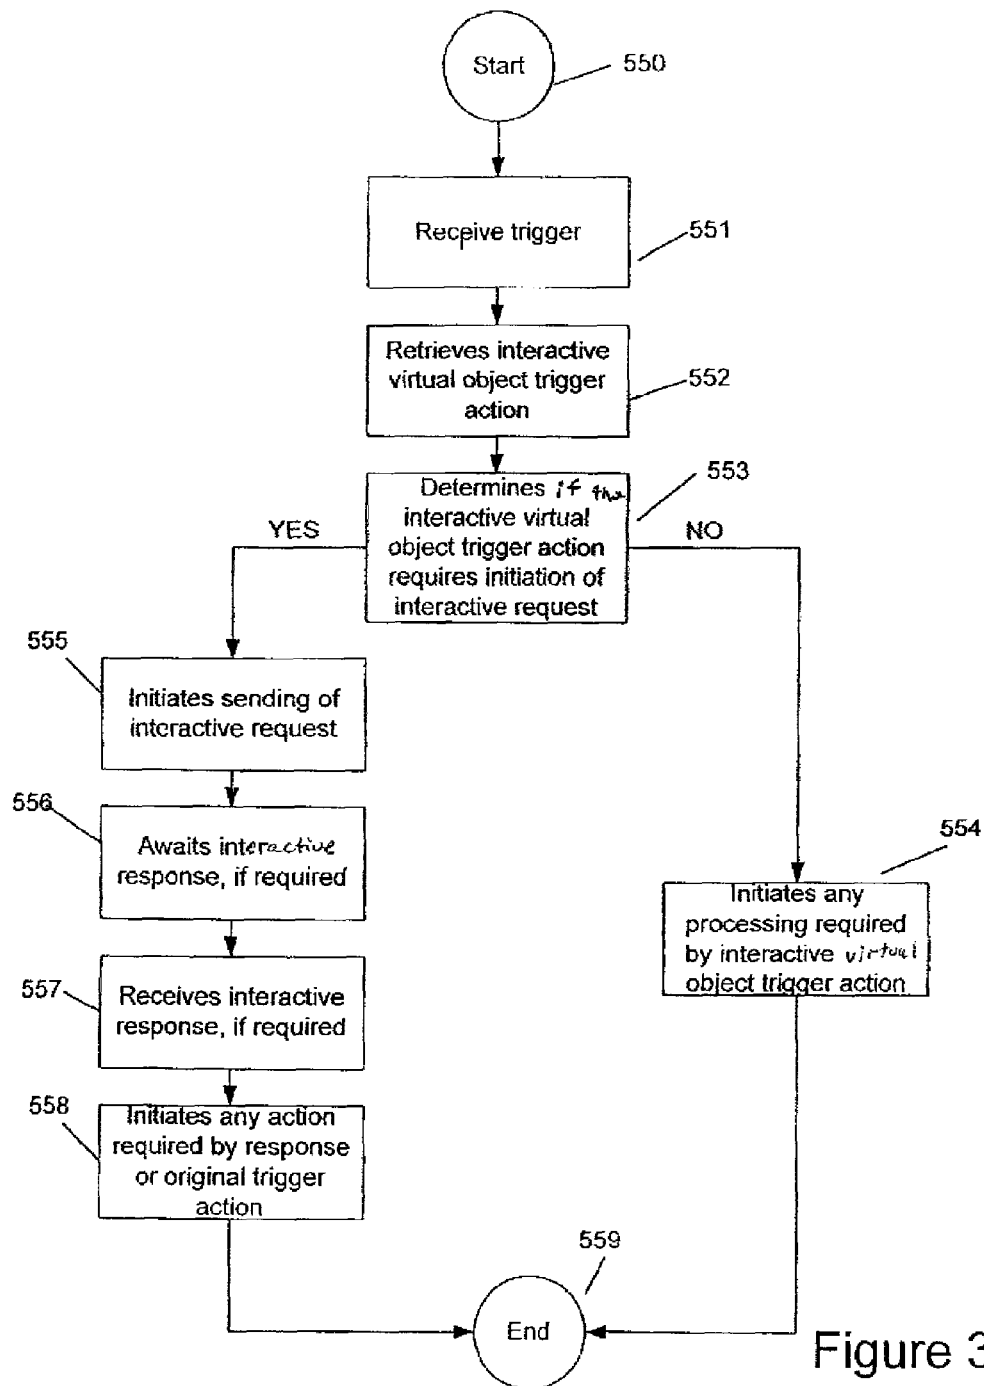 Start
550
Receive trigger
551
Retrieves interactive
virtual object trigger
action
552
553
Determines if the
interactive virtual
object trigger action
requires initiation of
interactive request
YES
NO
555
Initiates sending of
interactive request
556
Awaits interactive
response, if required
554
Initiates any
processing required
by interactive virtual
object trigger action
557
Receives interactive
response, if required
558
Initiates any action
required by response
or original trigger
action
559
End
Figure 3